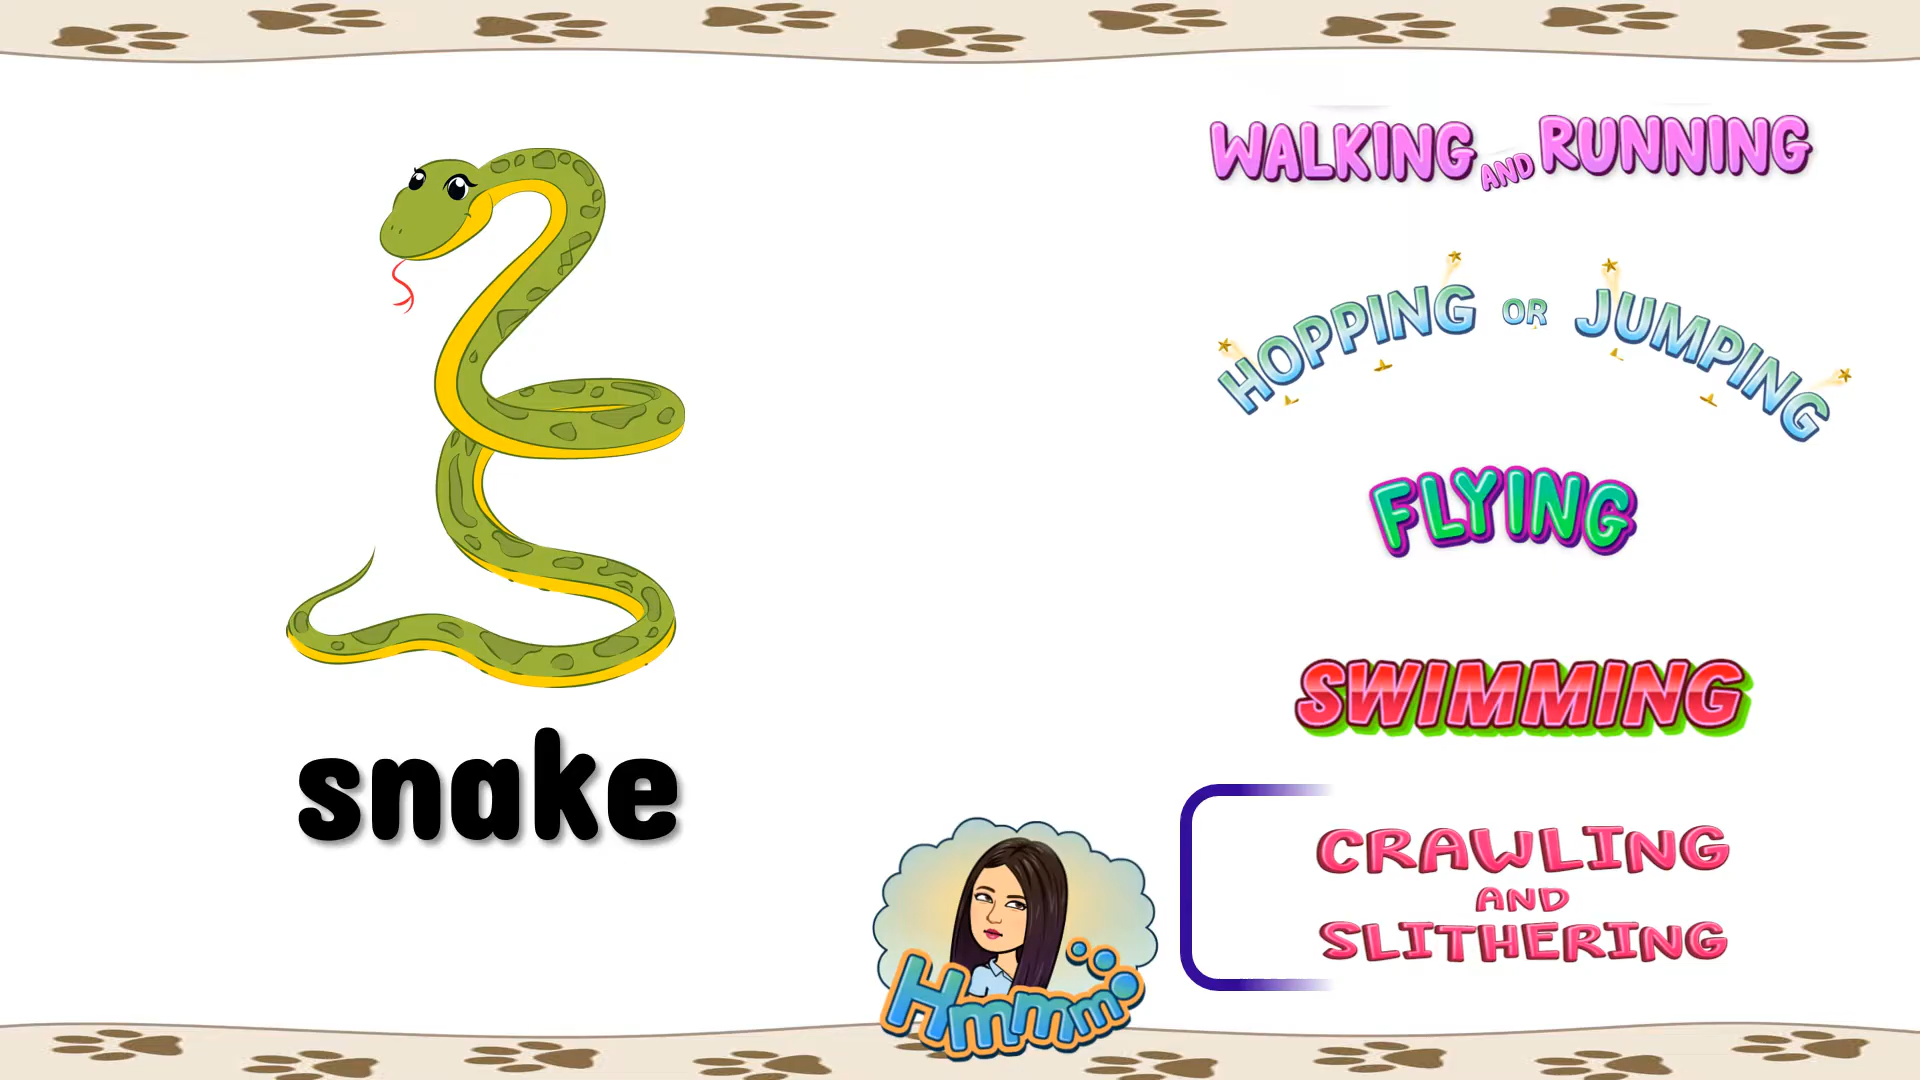 WALKING AND RUNNING
HOPPING OR JUMPING
FLYING
SWIMMING
snake
CRAWLING
AND
SLITHERING
Hmmm...